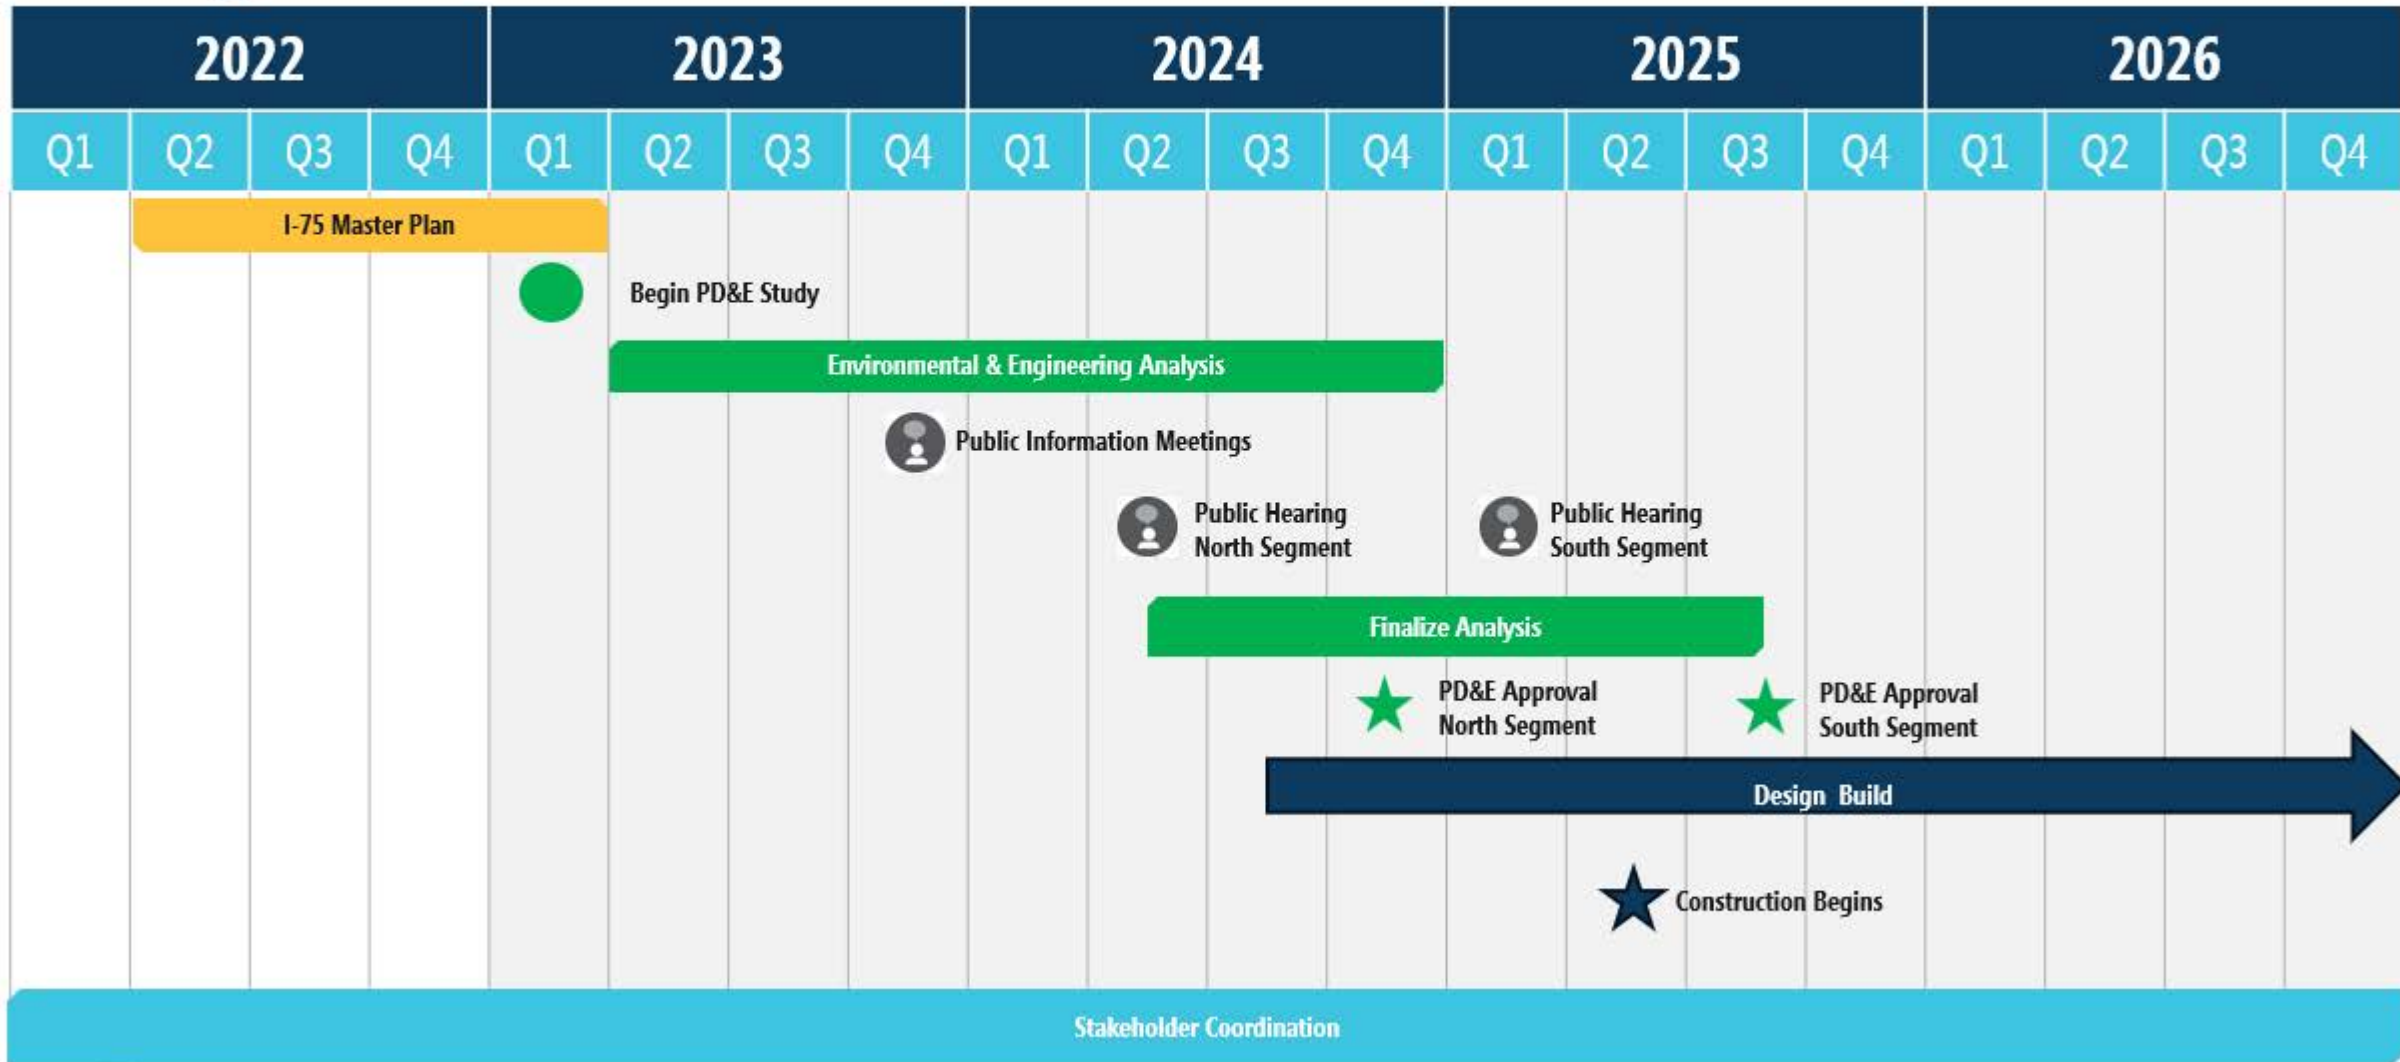 2022 2023 2024 2025 2026
Q1 Q2 Q3 Q4 Q1 Q2 Q3 Q4 Q1 Q2 Q3 Q4 Q1 Q2 Q3 Q4 Q1 Q2 Q3 Q4
I-75 Master Plan
Begin PD&E Study
Environmental & Engineering Analysis
Public Information Meetings
Public Hearing
North Segment
Public Hearing
South Segment
Finalize Analysis
PD&E Approval
North Segment
PD&E Approval
South Segment
Design Build
Construction Begins
Stakeholder Coordination